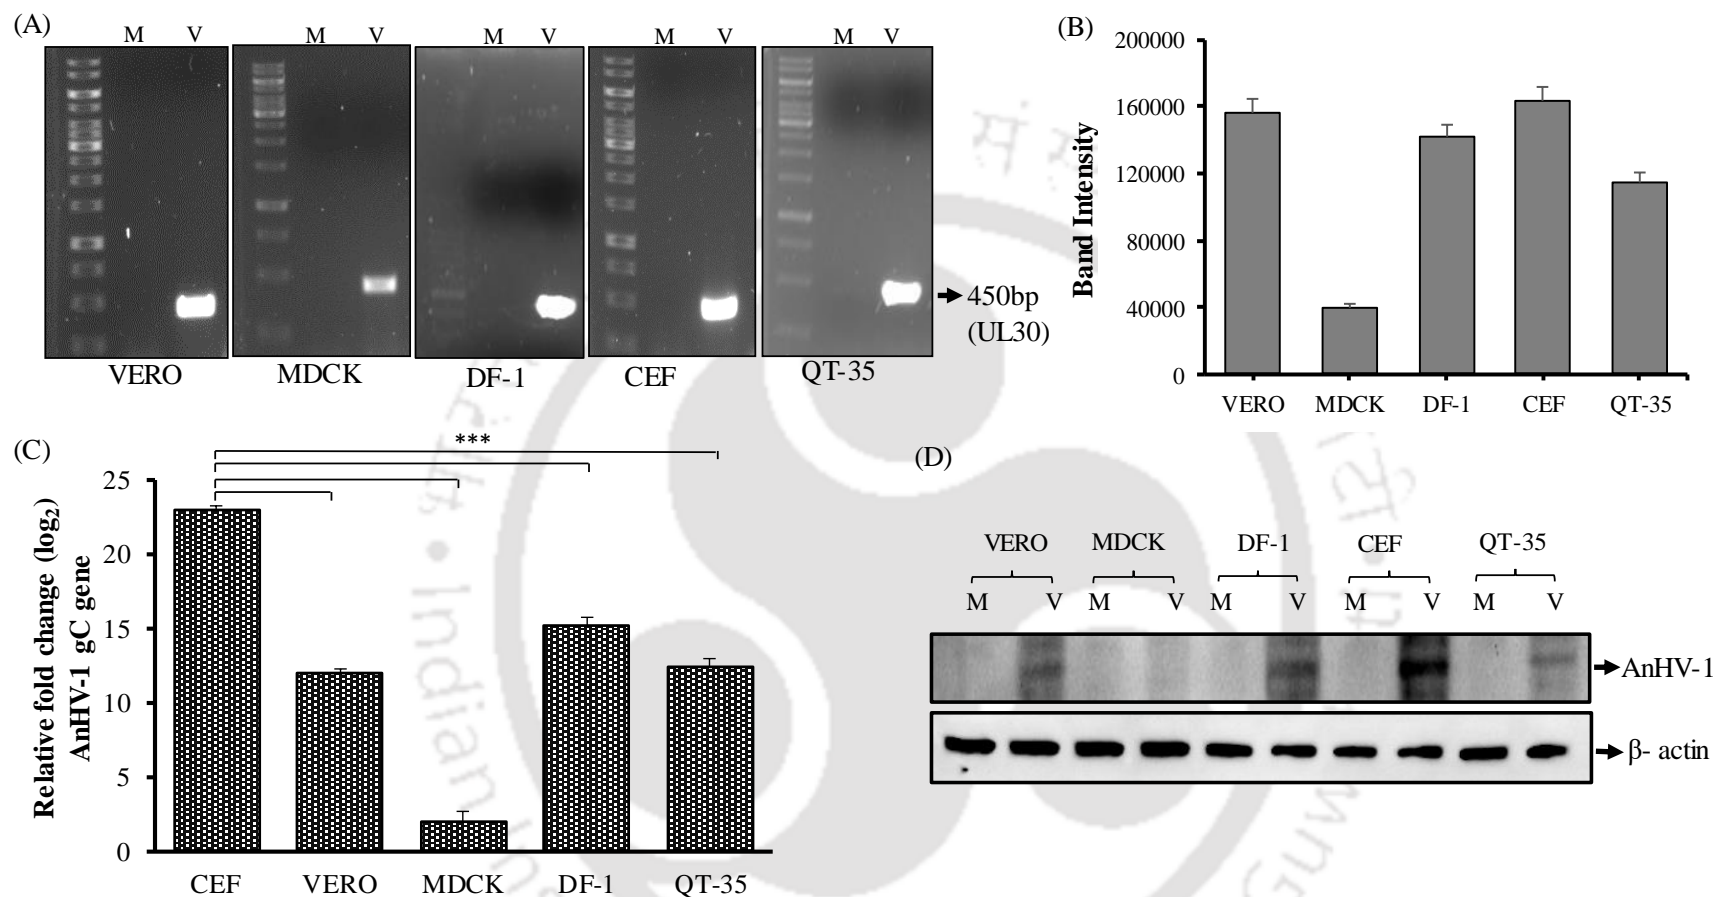 (A)
M V M V M V M V M V
VERO MDCK DF-1 CEF QT-35
450bp
(UL30)
(B)
Band Intensity
200000
160000
120000
80000
40000
0
VERO MDCK DF-1 CEF QT-35
(C)
***
Relative fold change (log₂)
AnHV-1 gC gene
25
20
15
10
5
0
CEF VERO MDCK DF-1 QT-35
(D)
VERO MDCK DF-1 CEF QT-35
M V M V M V M V M V
AnHV-1
β- actin
Indian